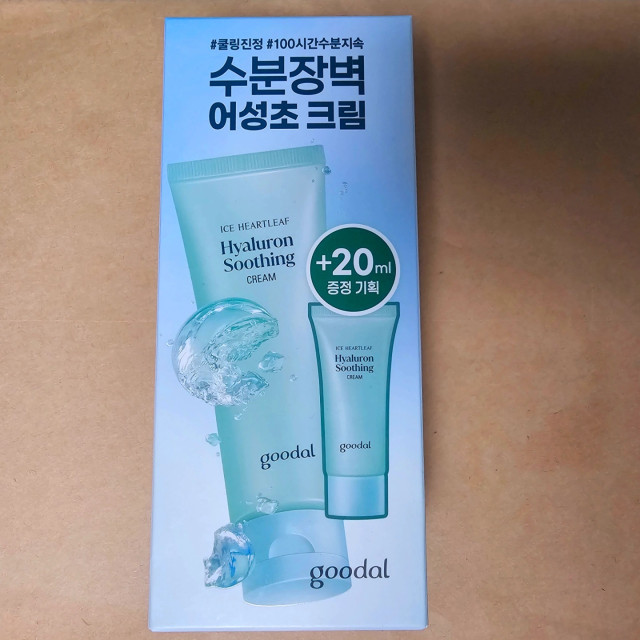 #쿨링진정 #100시간수분지속
수분장벽
어성초 크림
ICE HEARTLEAF
Hyaluron
Soothing
CREAM
goodal
+20ml
증정 기획
ICE HEARTLEAF
Hyaluron
Soothing
CREAM
goodal
goodal